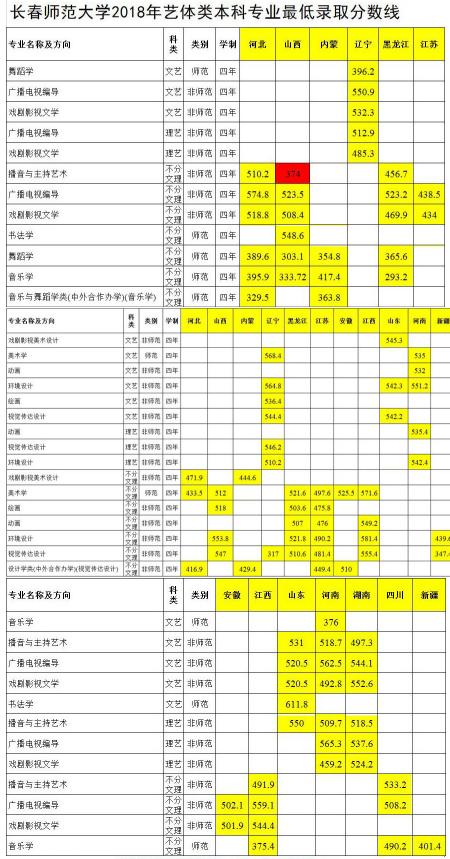 长春师范大学2018年艺体类本科专业最低录取分数线
专业名称及方向 科类 类别 学制 河北 山西 内蒙 辽宁 黑龙江 江苏
舞蹈学 文艺 师范 四年 396.2
广播电视编导 文艺 非师范 四年 550.9
戏剧影视文学 文艺 非师范 四年 532.3
广播电视编导 理艺 非师范 四年 512.9
戏剧影视文学 理艺 非师范 四年 485.3
播音与主持艺术 不分文理 非师范 四年 510.2 374 456.7
广播电视编导 不分文理 非师范 四年 574.8 523.5 523.2 438.5
戏剧影视文学 不分文理 非师范 四年 518.8 508.4 469.9 434
书法学 不分文理 师范 四年 548.6
舞蹈学 不分文理 师范 四年 389.6 303.1 354.8 365.6
音乐学 不分文理 师范 四年 395.9 333.72 417.4 293.2
音乐与舞蹈学类(中外合作办学)(音乐学) 不分文理 非师范 四年 329.5 363.8
专业名称及方向 科类 类别 学制 河北 山西 内蒙 辽宁 黑龙江 江苏 安徽 江西 山东 河南 新疆
戏剧影视美术设计 文艺 非师范 四年 545.3
美术学 文艺 师范 四年 568.4 535
动画 文艺 非师范 四年 532
环境设计 文艺 非师范 四年 564.8 542.3 551.2
绘画 文艺 非师范 四年 536.4
视觉传达设计 文艺 非师范 四年 544.4 542.2
动画 理艺 非师范 四年 535.4
视觉传达设计 理艺 非师范 四年 546.2
环境设计 理艺 非师范 四年 510.2 542.4
戏剧影视美术设计 不分文理 非师范 四年 471.9 444.6
美术学 不分文理 师范 四年 433.5 512 521.6 497.6 525.5 571.6
绘画 不分文理 非师范 四年 518 503.6 475.8
动画 不分文理 非师范 四年 507 476 549.2
环境设计 不分文理 非师范 四年 553.8 521.8 490.2 581.4 439.6
视觉传达设计 不分文理 非师范 四年 547 317 510.6 481.4 555.4 347.4
设计学类(中外合作办学)(视觉传达设计) 不分文理 非师范 四年 416.9 429.4 449.4 510
专业名称及方向 科类 类别 安徽 江西 山东 河南 湖南 四川 新疆
音乐学 文艺 师范 376
播音与主持艺术 文艺 非师范 531 518.7 497.3
广播电视编导 文艺 非师范 520.5 562.5 544.1
戏剧影视文学 文艺 非师范 520.5 492.8 552.6
书法学 文艺 师范 611.8
播音与主持艺术 理艺 非师范 550 509.7 518.5
广播电视编导 理艺 非师范 565.3 537.6
戏剧影视文学 理艺 非师范 459.2 524.2
播音与主持艺术 不分文理 非师范 491.9 533.2
广播电视编导 不分文理 非师范 502.1 559.1 508.2
戏剧影视文学 不分文理 非师范 501.9 544.4
音乐学 不分文理 师范 375.4 490.2 401.4